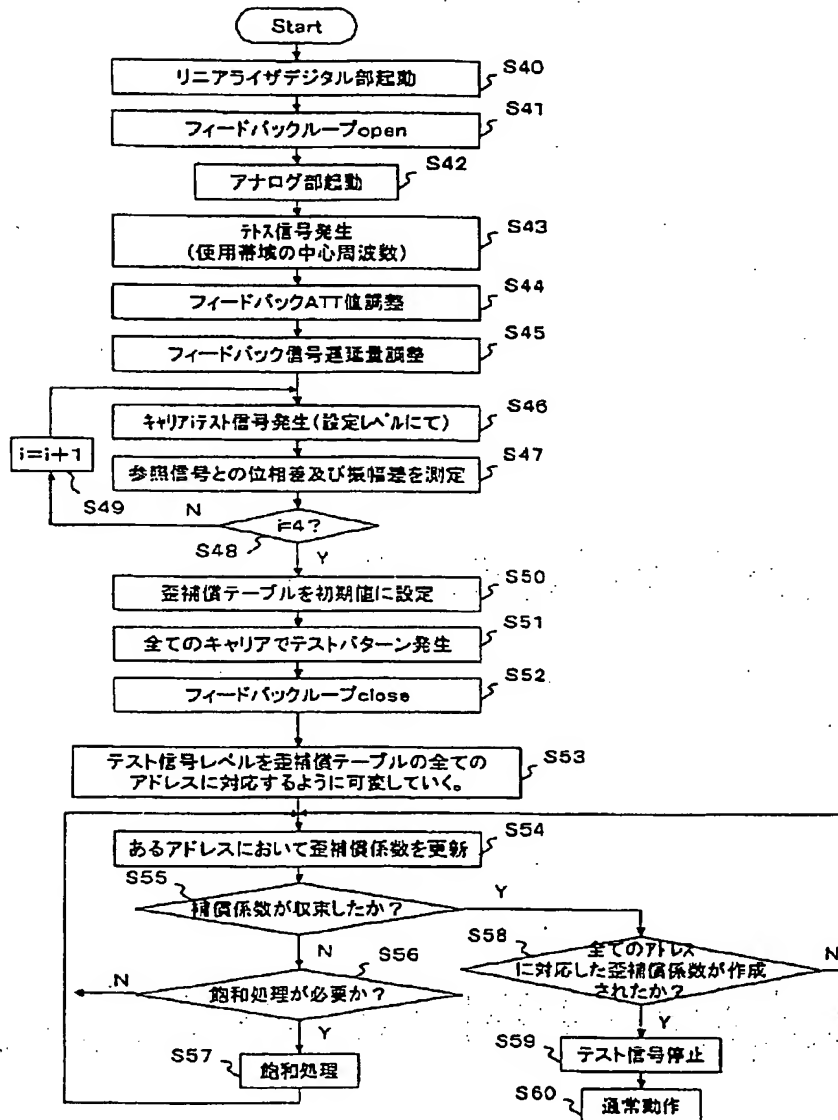 Start
リニアライザデジタル部起動
S40
フィードバックループopen
S41
アナログ部起動
S42
テトス信号発生
(使用帯域の中心周波数)
S43
フィードバックATT値調整
S44
フィードバック信号遅延量調整
S45
キャリアiテスト信号発生(設定レベルにて)
S46
i=i+1
S49
参照信号との位相差及び振幅差を測定
S47
N
i=4?
S48
Y
歪補償テーブルを初期値に設定
S50
全てのキャリアでテストパターン発生
S51
フィードバックループclose
S52
テスト信号レベルを歪補償テーブルの全ての
アドレスに対応するように可変していく。
S53
あるアドレスにおいて歪補償係数を更新
S54
S55
補償係数が収束したか?
Y
N
S56
N
飽和処理が必要か?
Y
S57
飽和処理
S58
全てのアドレス
に対応した歪補償係数が作成
されたか?
N
Y
S59
テスト信号停止
S60
通常動作